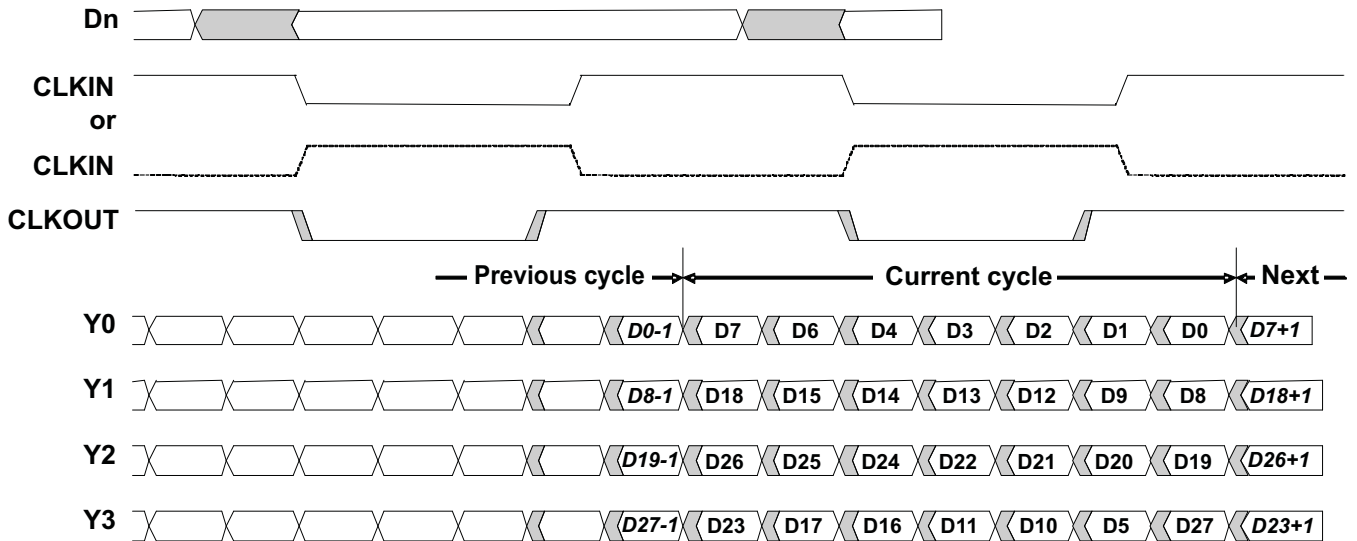 Dn
CLKIN
or
CLKIN
CLKOUT
Previous cycle Current cycle Next
Y0 D0-1 D7 D6 D4 D3 D2 D1 D0 D7+1
Y1 D8-1 D18 D15 D14 D13 D12 D9 D8 D18+1
Y2 D19-1 D26 D25 D24 D22 D21 D20 D19 D26+1
Y3 D27-1 D23 D17 D16 D11 D10 D5 D27 D23+1